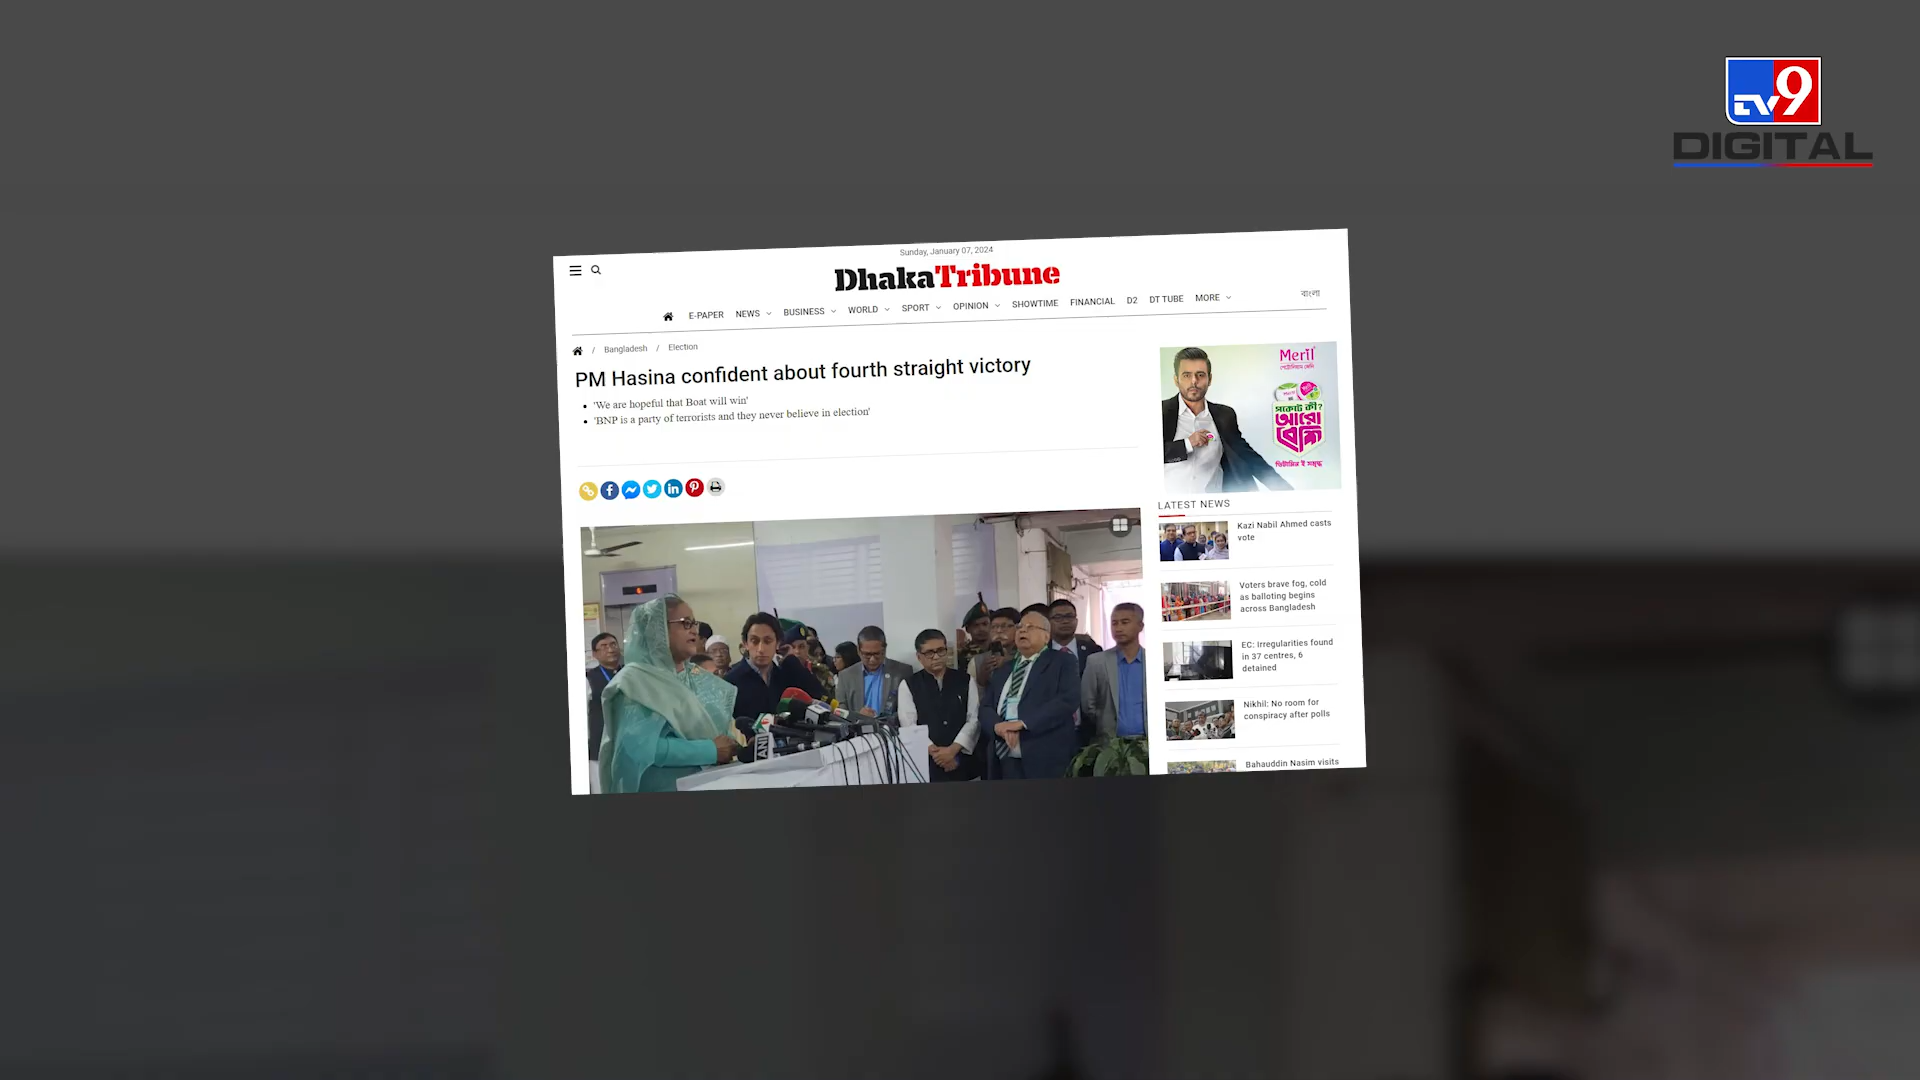 TV9
DIGITAL
Sunday, January 07, 2024
DhakaTribune
E-PAPER NEWS BUSINESS WORLD SPORT OPINION SHOWTIME FINANCIAL D2 DT TUBE MORE
বাংলা
/ Bangladesh / Election
PM Hasina confident about fourth straight victory
'We are hopeful that Boat will win'
'BNP is a party of terrorists and they never believe in election'
Meril
পেট্রোলিয়াম জেলি
সফোট কী?
আরো
বেশি
ভিটামিন ই সমৃদ্ধ
LATEST NEWS
Kazi Nabil Ahmed casts
vote
Voters brave fog, cold
as balloting begins
across Bangladesh
EC: Irregularities found
in 37 centres, 6
detained
Nikhil: No room for
conspiracy after polls
Bahauddin Nasim visits
ANI